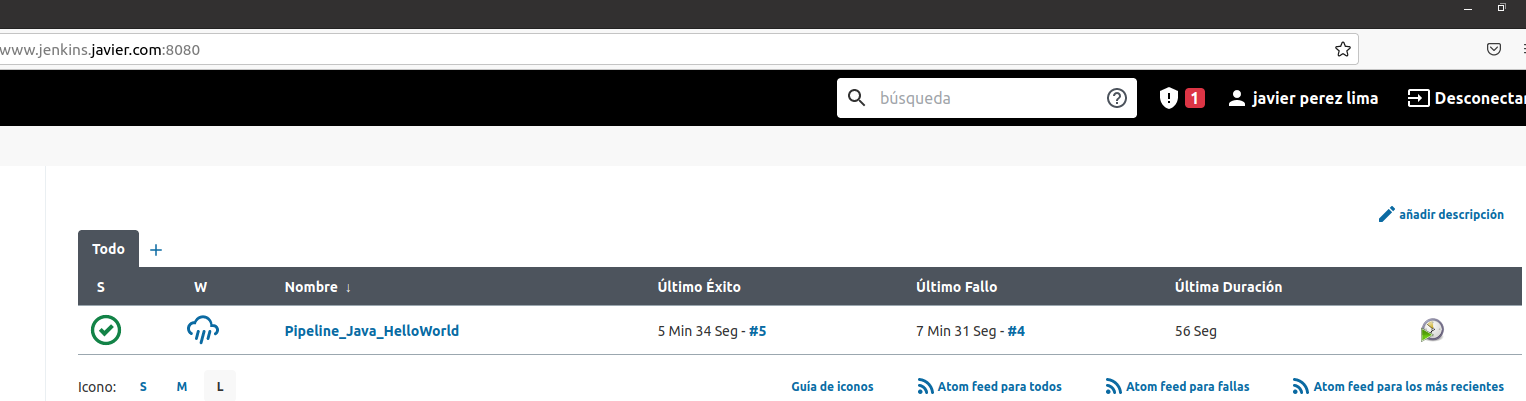 www.jenkins.javier.com:8080
búsqueda 1 javier perez lima Desconectar
añadir descripción
Todo +
S W Nombre ↓ Último Éxito Último Fallo Última Duración
Pipeline_Java_HelloWorld 5 Min 34 Seg - #5 7 Min 31 Seg - #4 56 Seg
Icono: S M L Guía de iconos Atom feed para todos Atom feed para fallas Atom feed para los más recientes